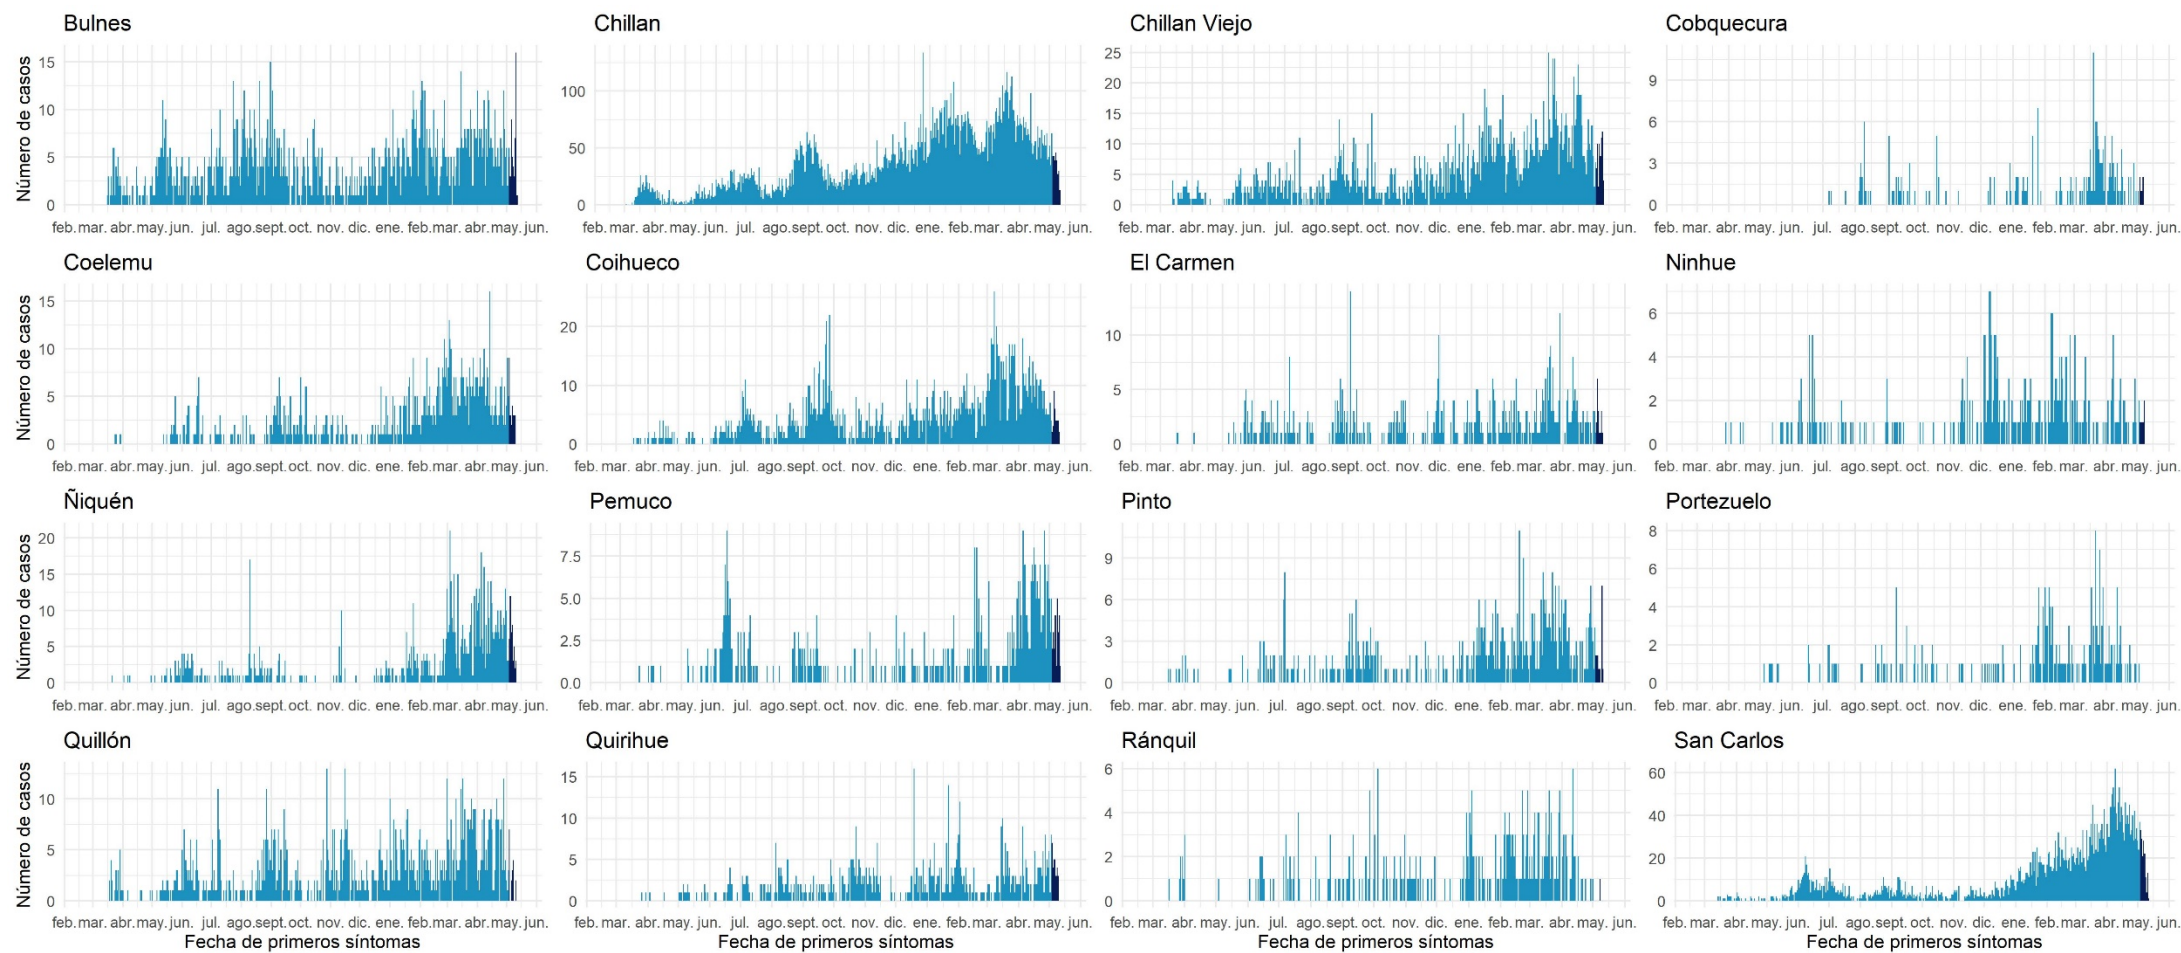 Bulnes
Chillan
Chillan Viejo
Cobquecura
Número de casos
15
10
5
0
100
50
0
25
20
15
10
5
0
9
6
3
0
feb. mar. abr. may. jun. jul. ago. sept. oct. nov. dic. ene. feb. mar. abr. may. jun.
feb. mar. abr. may. jun. jul. ago. sept. oct. nov. dic. ene. feb. mar. abr. may. jun.
feb. mar. abr. may. jun. jul. ago. sept. oct. nov. dic. ene. feb. mar. abr. may. jun.
feb. mar. abr. may. jun. jul. ago. sept. oct. nov. dic. ene. feb. mar. abr. may. jun.
Coelemu
Coihueco
El Carmen
Ninhue
Número de casos
15
10
5
0
20
10
0
10
5
0
6
4
2
0
feb. mar. abr. may. jun. jul. ago. sept. oct. nov. dic. ene. feb. mar. abr. may. jun.
feb. mar. abr. may. jun. jul. ago. sept. oct. nov. dic. ene. feb. mar. abr. may. jun.
feb. mar. abr. may. jun. jul. ago. sept. oct. nov. dic. ene. feb. mar. abr. may. jun.
feb. mar. abr. may. jun. jul. ago. sept. oct. nov. dic. ene. feb. mar. abr. may. jun.
Ñiquén
Pemuco
Pinto
Portezuelo
Número de casos
20
15
10
5
0
7.5
5.0
2.5
0.0
9
6
3
0
8
6
4
2
0
feb. mar. abr. may. jun. jul. ago. sept. oct. nov. dic. ene. feb. mar. abr. may. jun.
feb. mar. abr. may. jun. jul. ago. sept. oct. nov. dic. ene. feb. mar. abr. may. jun.
feb. mar. abr. may. jun. jul. ago. sept. oct. nov. dic. ene. feb. mar. abr. may. jun.
feb. mar. abr. may. jun. jul. ago. sept. oct. nov. dic. ene. feb. mar. abr. may. jun.
Quillón
Quirihue
Ránquil
San Carlos
Número de casos
10
5
0
15
10
5
0
6
4
2
0
60
40
20
0
feb. mar. abr. may. jun. jul. ago. sept. oct. nov. dic. ene. feb. mar. abr. may. jun.
feb. mar. abr. may. jun. jul. ago. sept. oct. nov. dic. ene. feb. mar. abr. may. jun.
feb. mar. abr. may. jun. jul. ago. sept. oct. nov. dic. ene. feb. mar. abr. may. jun.
feb. mar. abr. may. jun. jul. ago. sept. oct. nov. dic. ene. feb. mar. abr. may. jun.
Fecha de primeros síntomas
Fecha de primeros síntomas
Fecha de primeros síntomas
Fecha de primeros síntomas